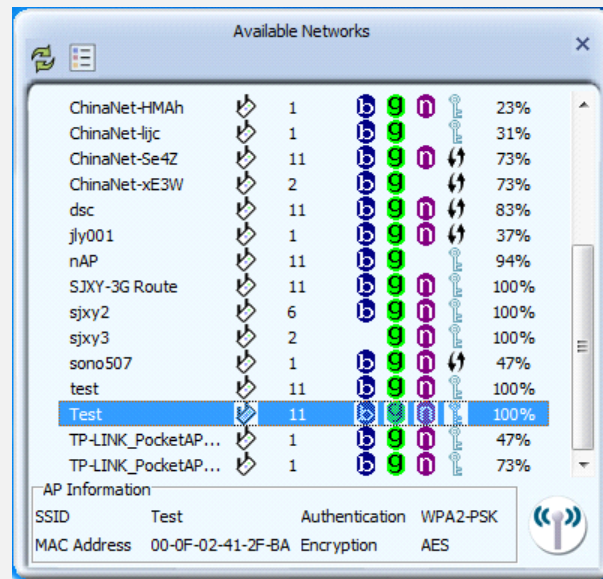 Available Networks
ChinaNet-HMAh 1 b g n 23%
ChinaNet-lijc 1 b g 31%
ChinaNet-Se4Z 11 b g n 73%
ChinaNet-xE3W 2 b g 73%
dsc 11 b g n 83%
jly001 1 b g n 37%
nAP 11 b g 94%
SJXY-3G Route 11 b g n 100%
sjxy2 6 b g n 100%
sjxy3 2 g n 100%
sono507 1 b g n 47%
test 11 b g n 100%
Test 11 b g n 100%
TP-LINK_PocketAP... 1 b g n 47%
TP-LINK_PocketAP... 1 b g n 73%
AP Information
SSID Test Authentication WPA2-PSK
MAC Address 00-0F-02-41-2F-BA Encryption AES